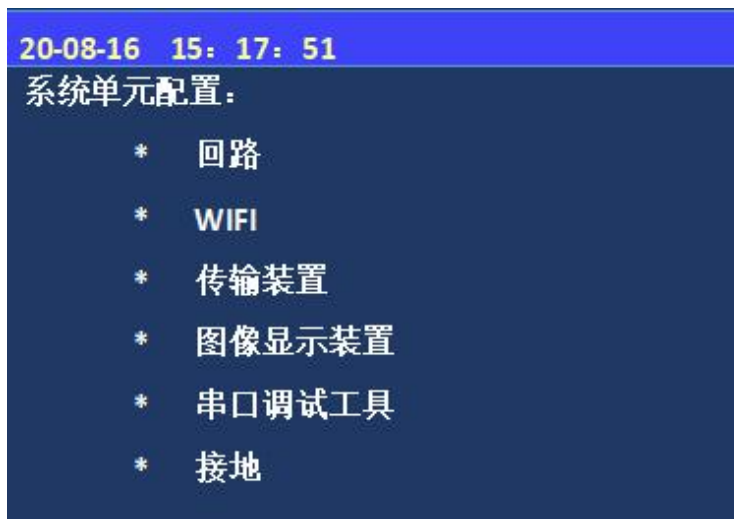 20-08-16 15：17：51
系统单元配置：
* 回路
* WIFI
* 传输装置
* 图像显示装置
* 串口调试工具
* 接地